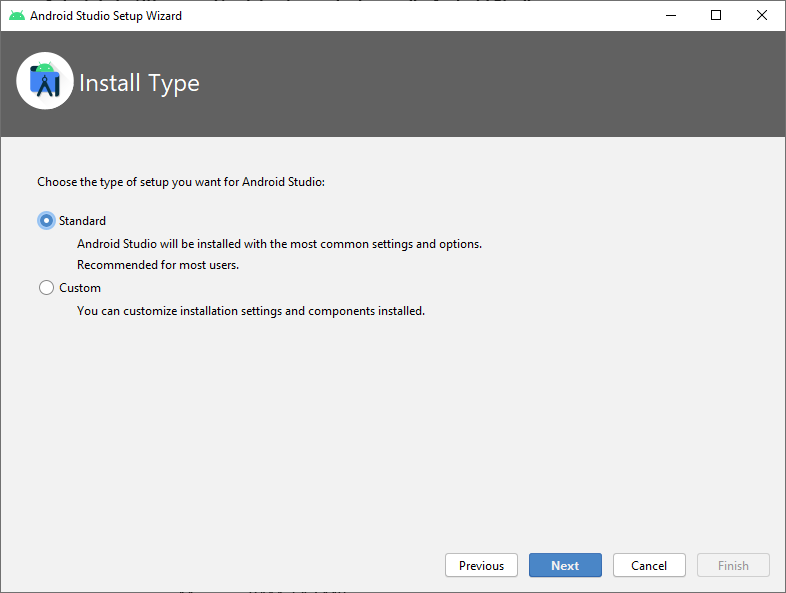 Android Studio Setup Wizard
Install Type
Choose the type of setup you want for Android Studio:
Standard
Android Studio will be installed with the most common settings and options.
Recommended for most users.
Custom
You can customize installation settings and components installed.
Previous Next Cancel Finish